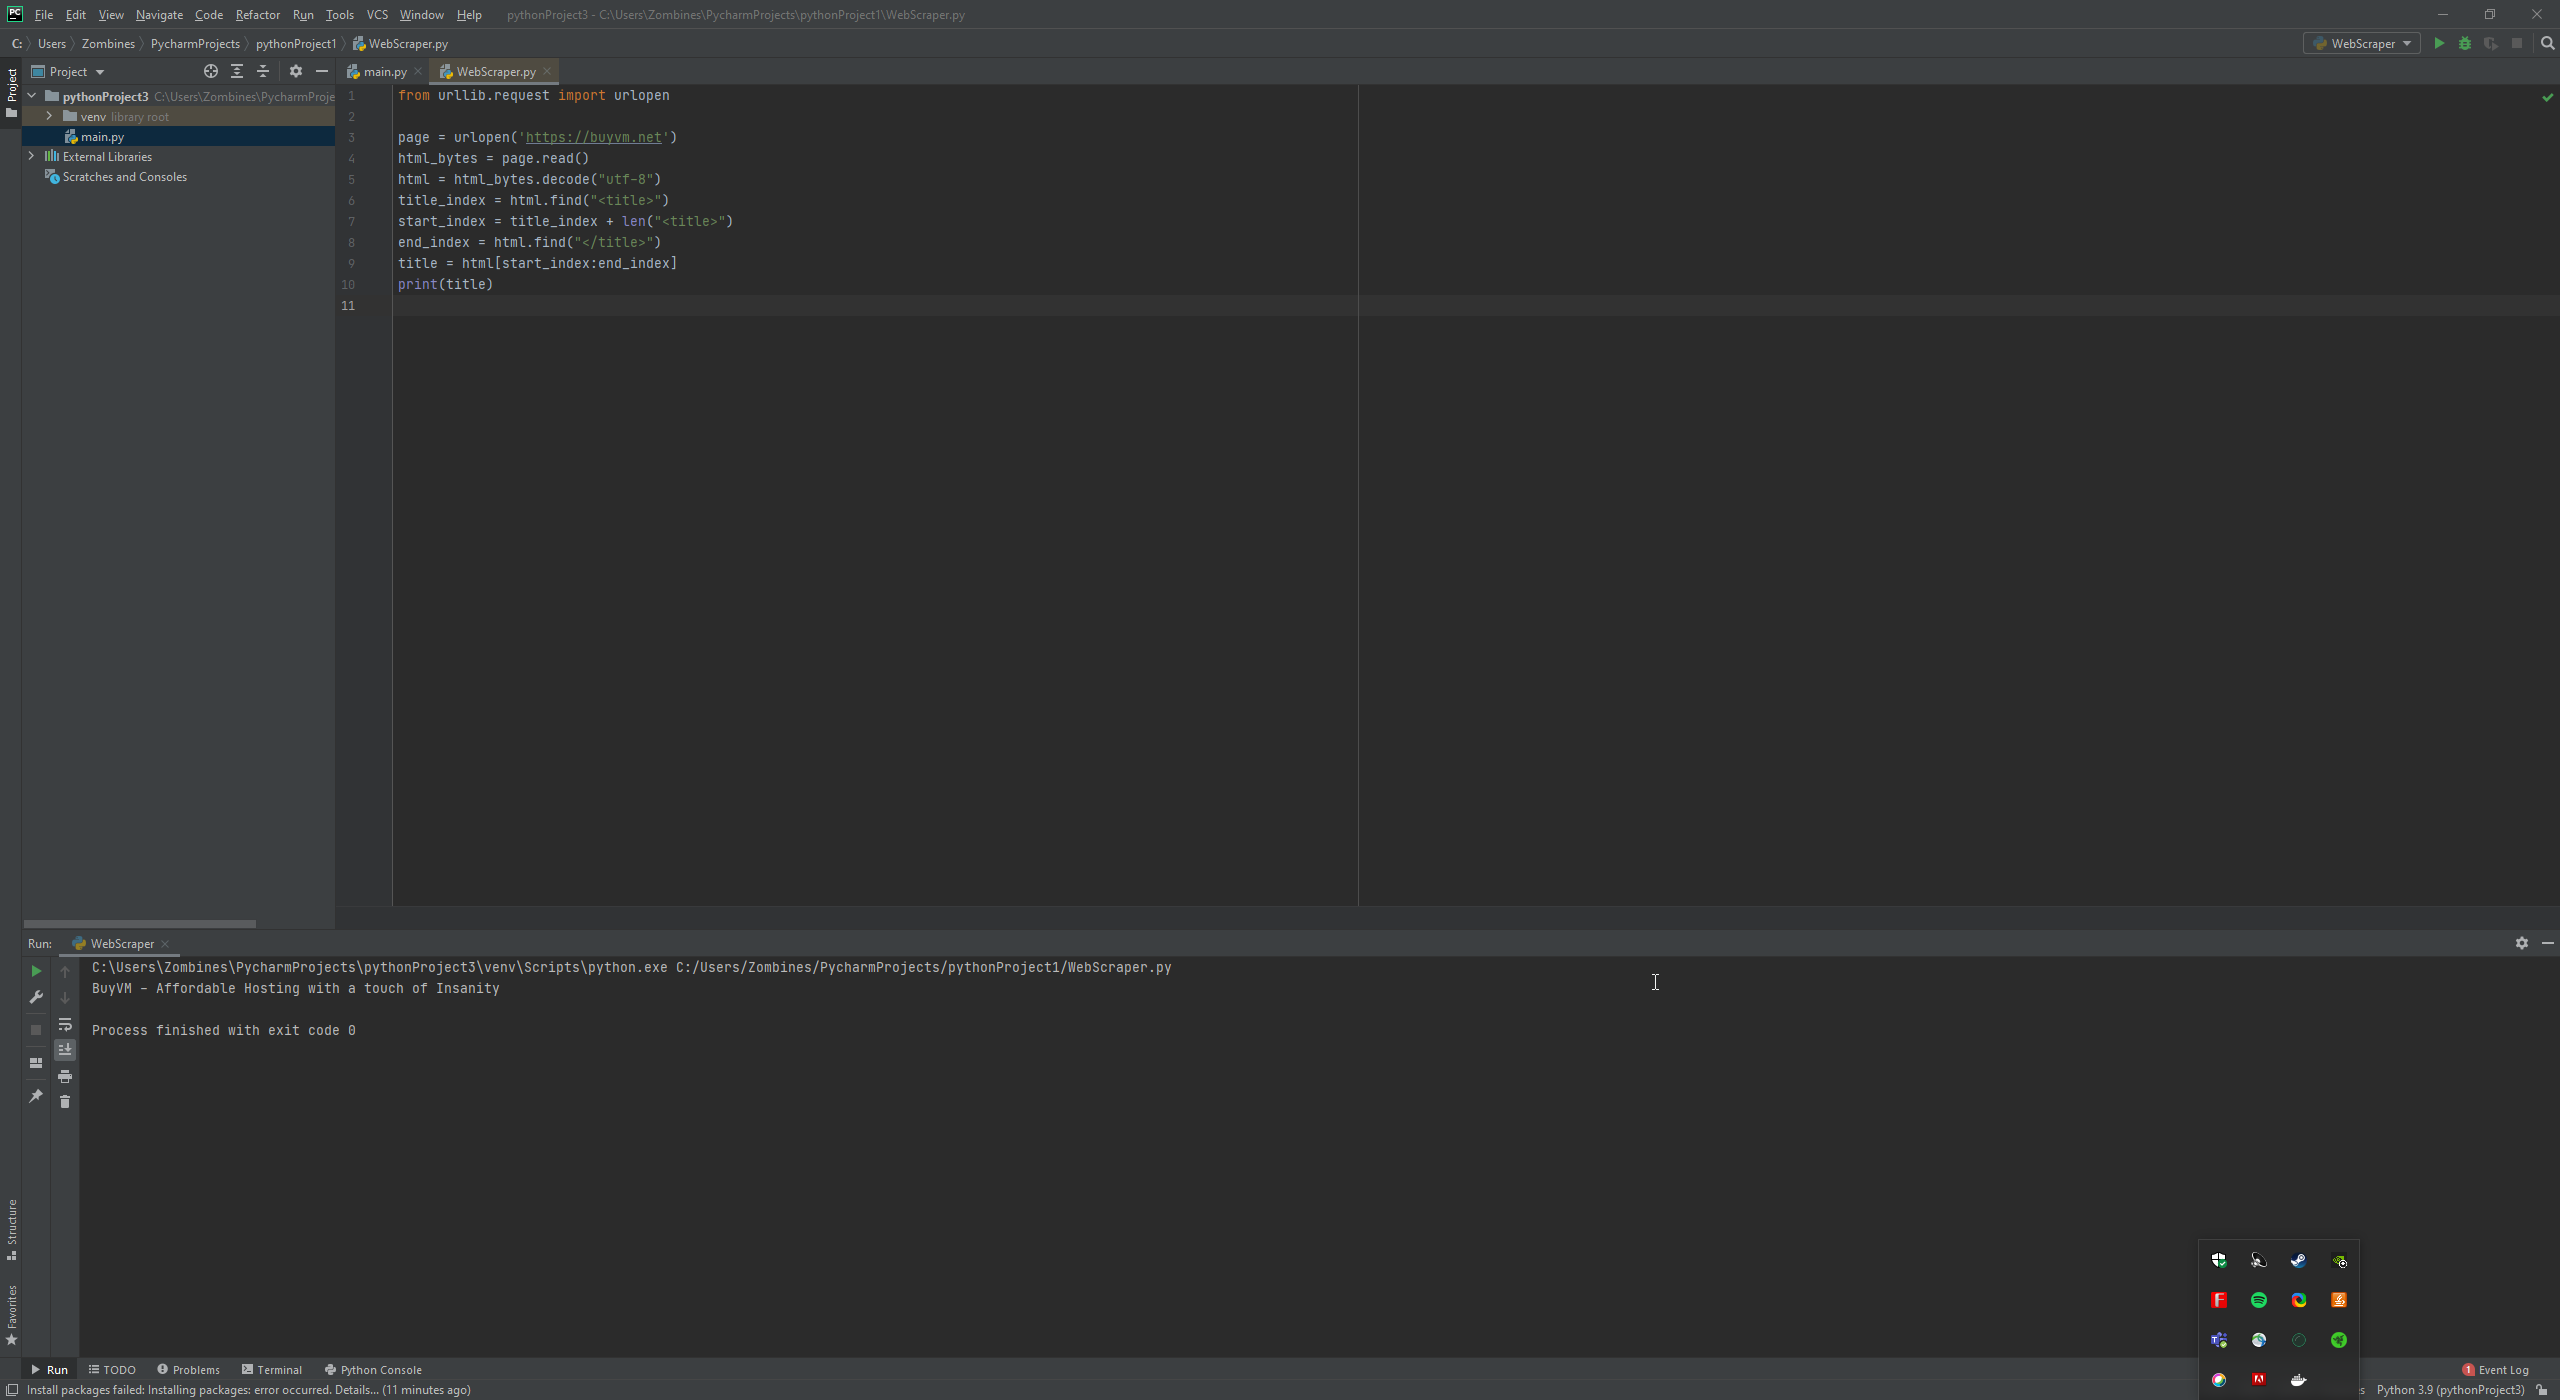 PC File Edit View Navigate Code Refactor Run Tools VCS Window Help pythonProject3 - C:\Users\Zombines\PycharmProjects\pythonProject1\WebScraper.py
C: Users Zombines PycharmProjects pythonProject1 WebScraper.py WebScraper
Project Project main.py WebScraper.py
pythonProject3 C:\Users\Zombines\PycharmProje
venv library root
main.py
External Libraries
Scratches and Consoles
1 from urllib.request import urlopen
2
3 page = urlopen('https://buyvm.net')
4 html_bytes = page.read()
5 html = html_bytes.decode("utf-8")
6 title_index = html.find("<title>")
7 start_index = title_index + len("<title>")
8 end_index = html.find("</title>")
9 title = html[start_index:end_index]
10 print(title)
11
Run: WebScraper
C:\Users\Zombines\PycharmProjects\pythonProject3\venv\Scripts\python.exe C:/Users/Zombines/PycharmProjects/pythonProject1/WebScraper.py
BuyVM - Affordable Hosting with a touch of Insanity
Process finished with exit code 0
Structure
Favorites
Run TODO Problems Terminal Python Console 1 Event Log
Install packages failed: Installing packages: error occurred. Details... (11 minutes ago) s Python 3.9 (pythonProject3)